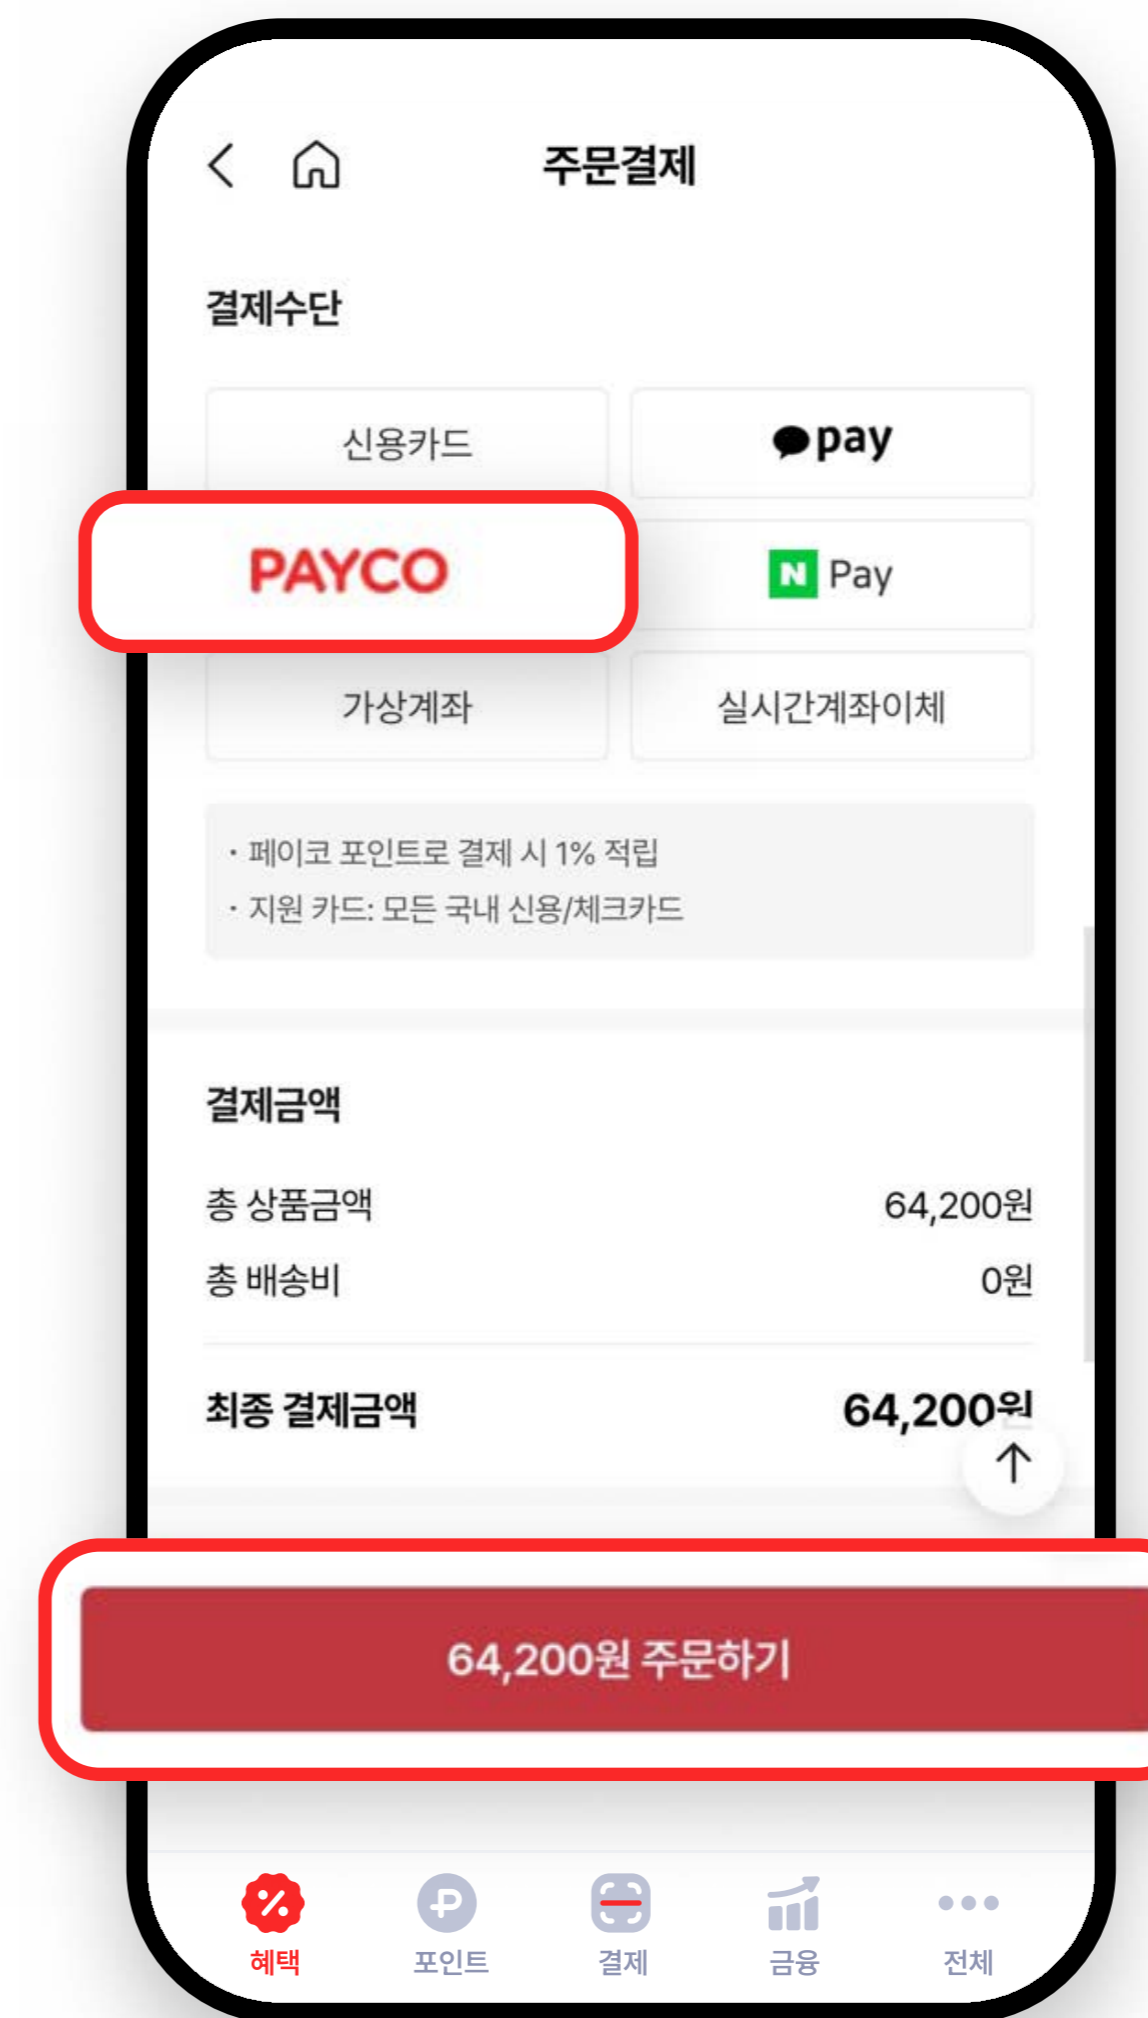 주문결제
결제수단
신용카드
pay
PAYCO
N Pay
가상계좌
실시간계좌이체
· 페이코 포인트로 결제 시 1% 적립
· 지원 카드: 모든 국내 신용/체크카드
결제금액
총 상품금액 64,200원
총 배송비 0원
최종 결제금액 64,200원
64,200원 주문하기
혜택 포인트 결제 금융 전체